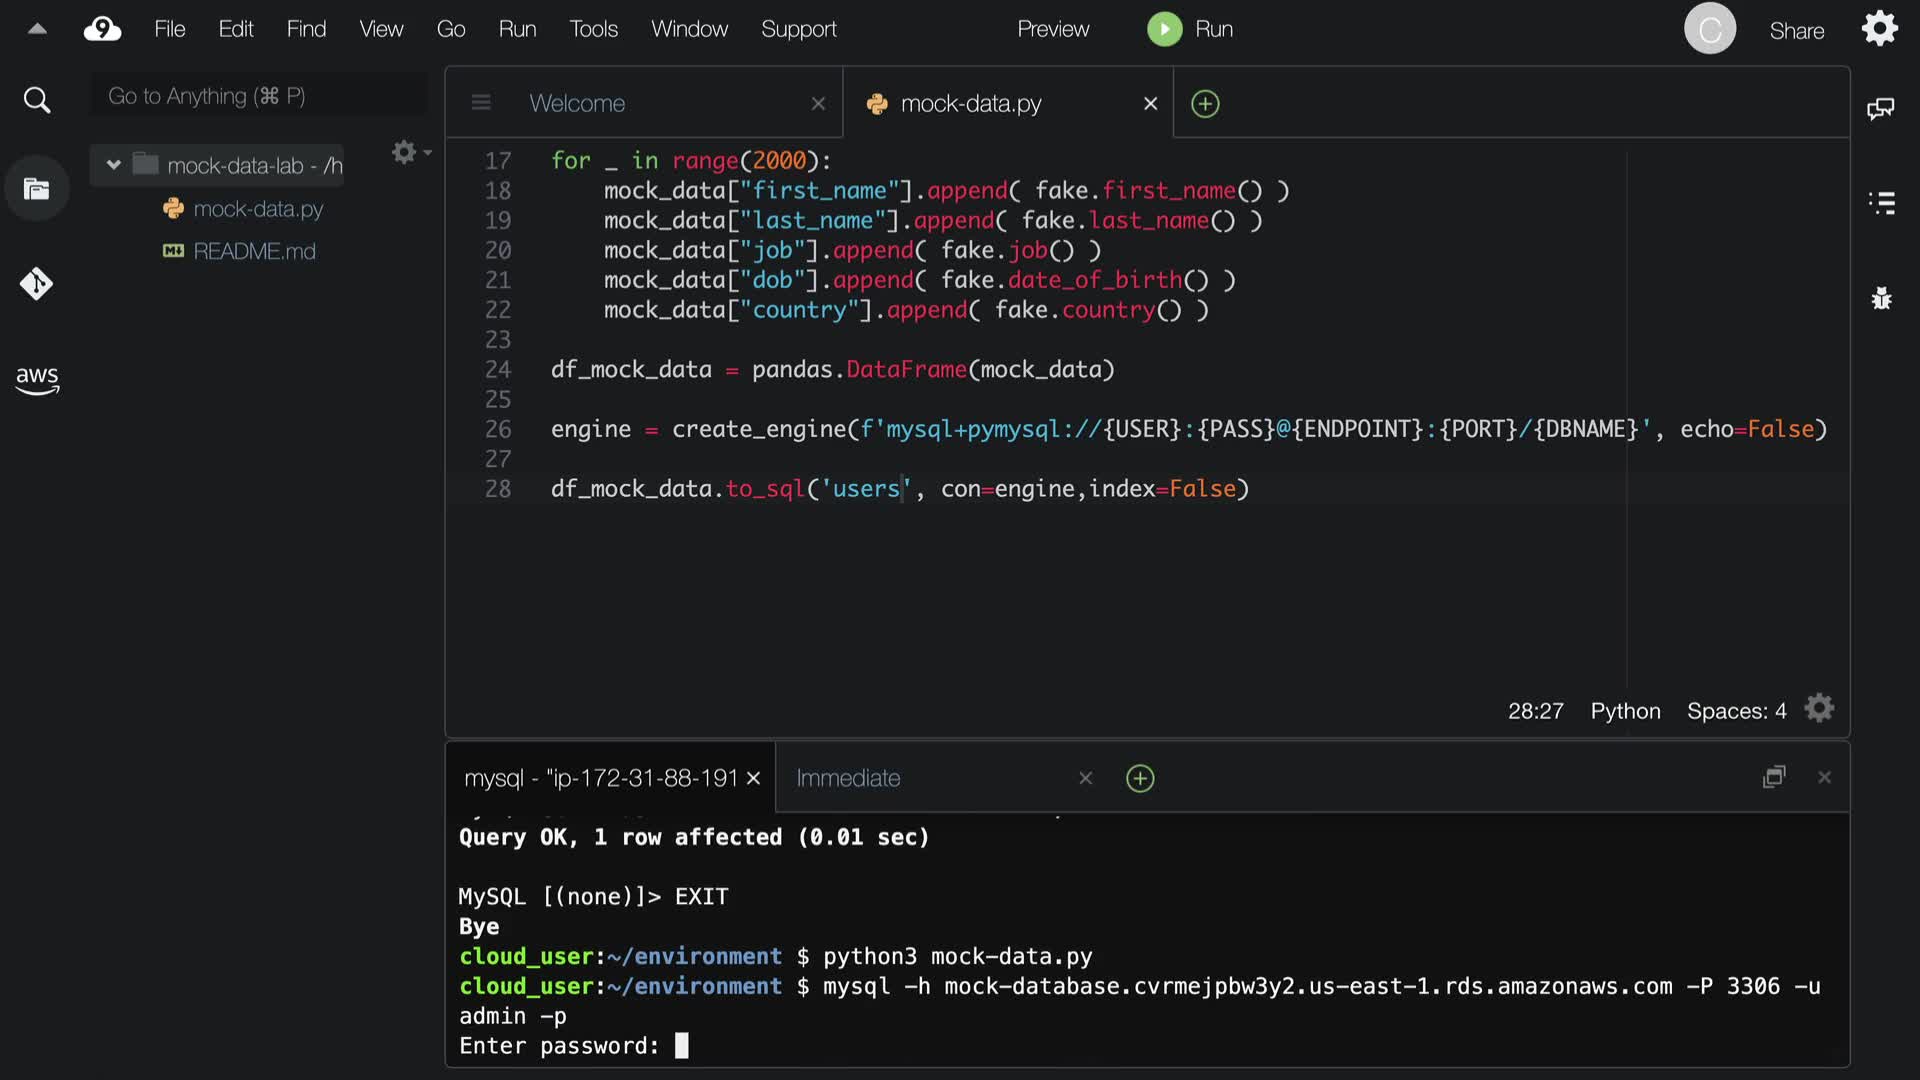 9 File Edit Find View Go Run Tools Window Support Preview Run C Share
Go to Anything (⌘ P)
mock-data-lab - /h
mock-data.py
README.md
aws
Welcome
mock-data.py
17 for _ in range(2000):
18 mock_data["first_name"].append( fake.first_name() )
19 mock_data["last_name"].append( fake.last_name() )
20 mock_data["job"].append( fake.job() )
21 mock_data["dob"].append( fake.date_of_birth() )
22 mock_data["country"].append( fake.country() )
23
24 df_mock_data = pandas.DataFrame(mock_data)
25
26 engine = create_engine(f'mysql+pymysql://{USER}:{PASS}@{ENDPOINT}:{PORT}/{DBNAME}', echo=False)
27
28 df_mock_data.to_sql('users', con=engine,index=False)
28:27 Python Spaces: 4
mysql - "ip-172-31-88-191
Immediate
Query OK, 1 row affected (0.01 sec)
MySQL [(none)]> EXIT
Bye
cloud_user:~/environment $ python3 mock-data.py
cloud_user:~/environment $ mysql -h mock-database.cvrmejpbw3y2.us-east-1.rds.amazonaws.com -P 3306 -u
admin -p
Enter password: